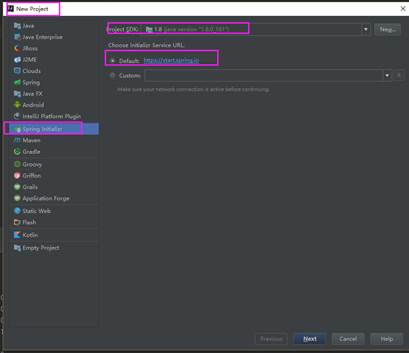 New Project
Java
Java Enterprise
JBoss
J2ME
Clouds
Spring
Java FX
Android
IntelliJ Platform Plugin
Spring Initializr
Maven
Gradle
Groovy
Griffon
Grails
Application Forge
Static Web
Flash
Kotlin
Empty Project
Project SDK: 1.8 (java version "1.8.0_161") New...
Choose Initializr Service URL.
Default: https://start.spring.io
Custom:
Make sure your network connection is active before continuing.
Previous Next Cancel Help